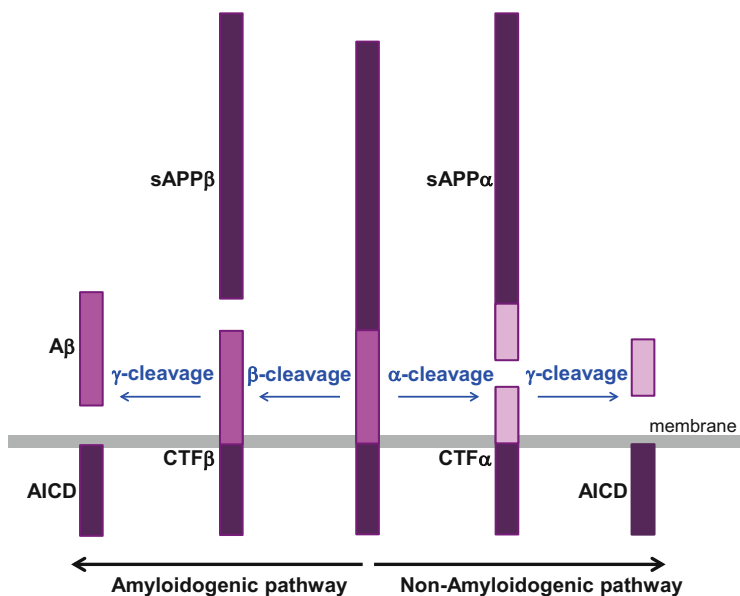 sAPPβ
sAPPα
Aβ
γ-cleavage
β-cleavage
α-cleavage
γ-cleavage
membrane
CTFβ
CTFα
AICD
AICD
Amyloidogenic pathway
Non-Amyloidogenic pathway